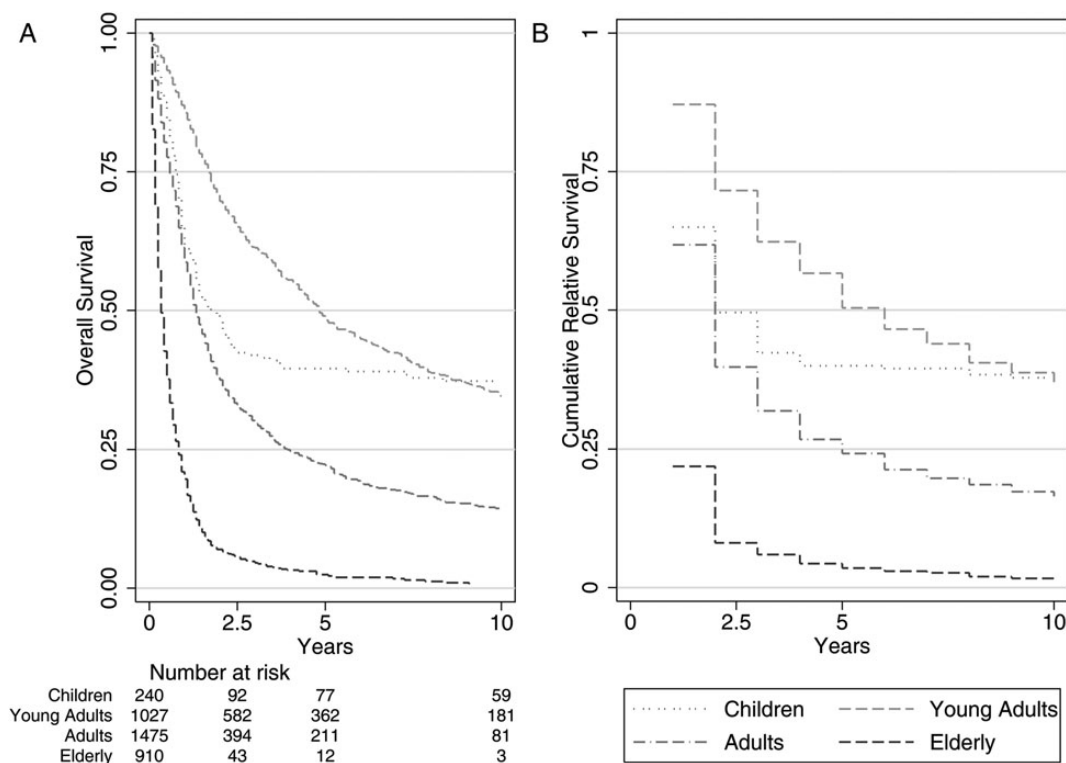 A
Overall Survival
1.00
0.75
0.50
0.25
0.00
0 2.5 5 10
Years
B
Cumulative Relative Survival
1
0.75
0.5
0.25
0
0 2.5 5 10
Years
Number at risk
Children 240 92 77 59
Young Adults 1027 582 362 181
Adults 1475 394 211 81
Elderly 910 43 12 3
Children Young Adults
Adults Elderly